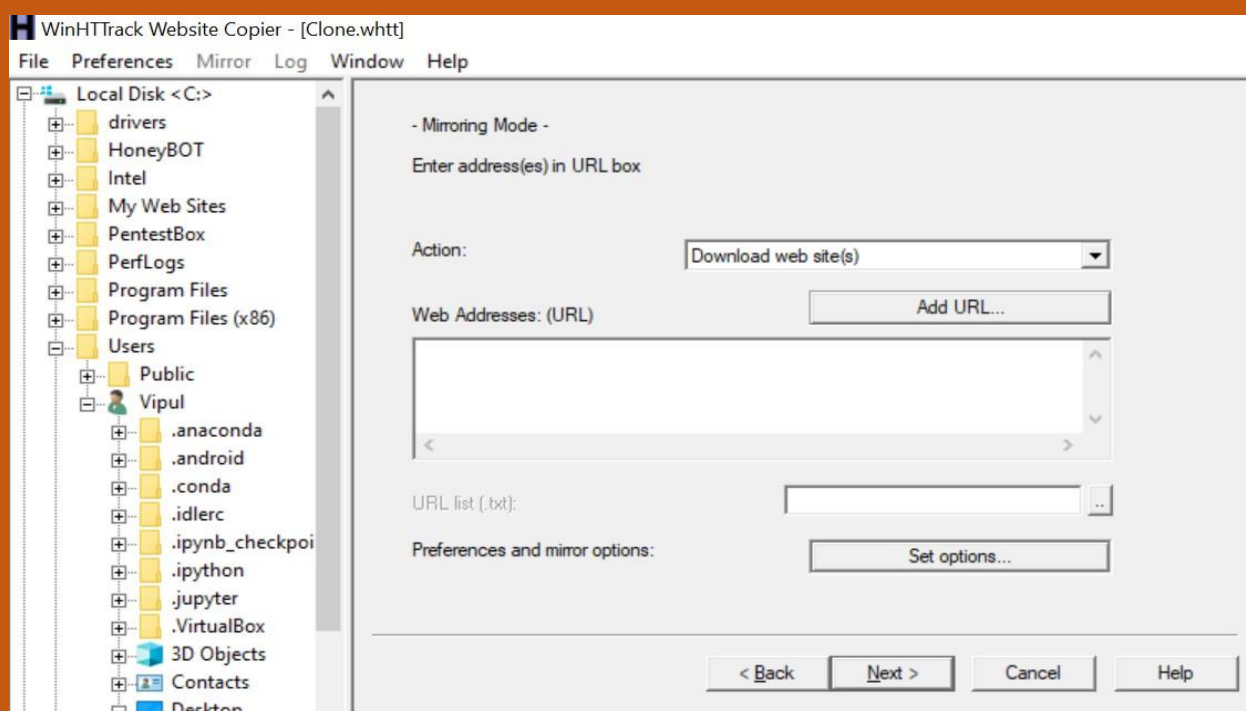 WinHTTrack Website Copier - [Clone.whtt]
File Preferences Mirror Log Window Help
Local Disk <C:>
drivers
HoneyBOT
Intel
My Web Sites
PentestBox
PerfLogs
Program Files
Program Files (x86)
Users
Public
Vipul
.anaconda
.android
.conda
.idlerc
.ipynb_checkpoi
.ipython
.jupyter
.VirtualBox
3D Objects
Contacts
Desktop
- Mirroring Mode -
Enter address(es) in URL box
Action:
Download web site(s)
Add URL...
Web Addresses: (URL)
URL list (.txt):
..
Preferences and mirror options:
Set options...
< Back Next > Cancel Help